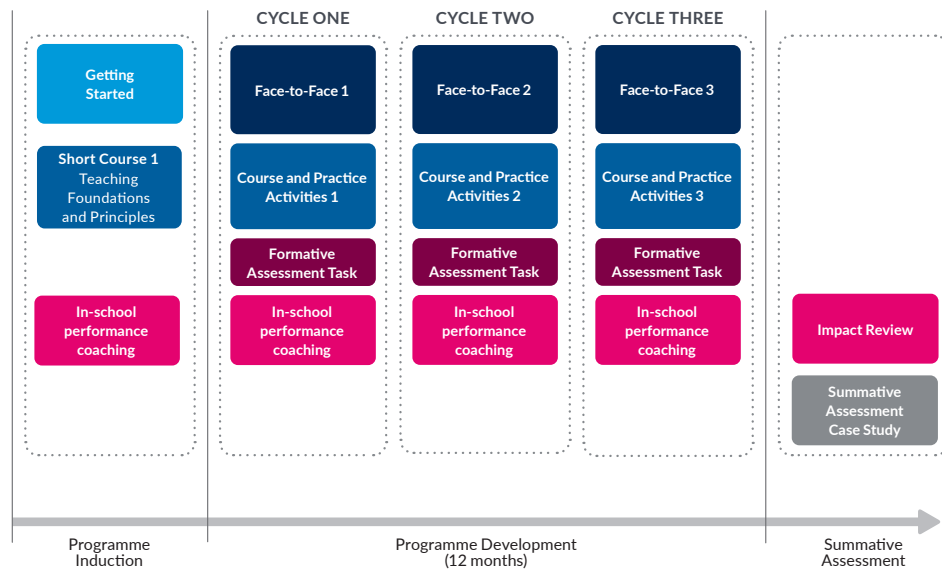 CYCLE ONE
CYCLE TWO
CYCLE THREE
Getting
Started
Short Course 1
Teaching
Foundations
and Principles
In-school
performance
coaching
Face-to-Face 1
Course and Practice
Activities 1
Formative
Assessment Task
In-school
performance
coaching
Face-to-Face 2
Course and Practice
Activities 2
Formative
Assessment Task
In-school
performance
coaching
Face-to-Face 3
Course and Practice
Activities 3
Formative
Assessment Task
In-school
performance
coaching
Impact Review
Summative
Assessment
Case Study
Programme
Induction
Programme Development
(12 months)
Summative
Assessment